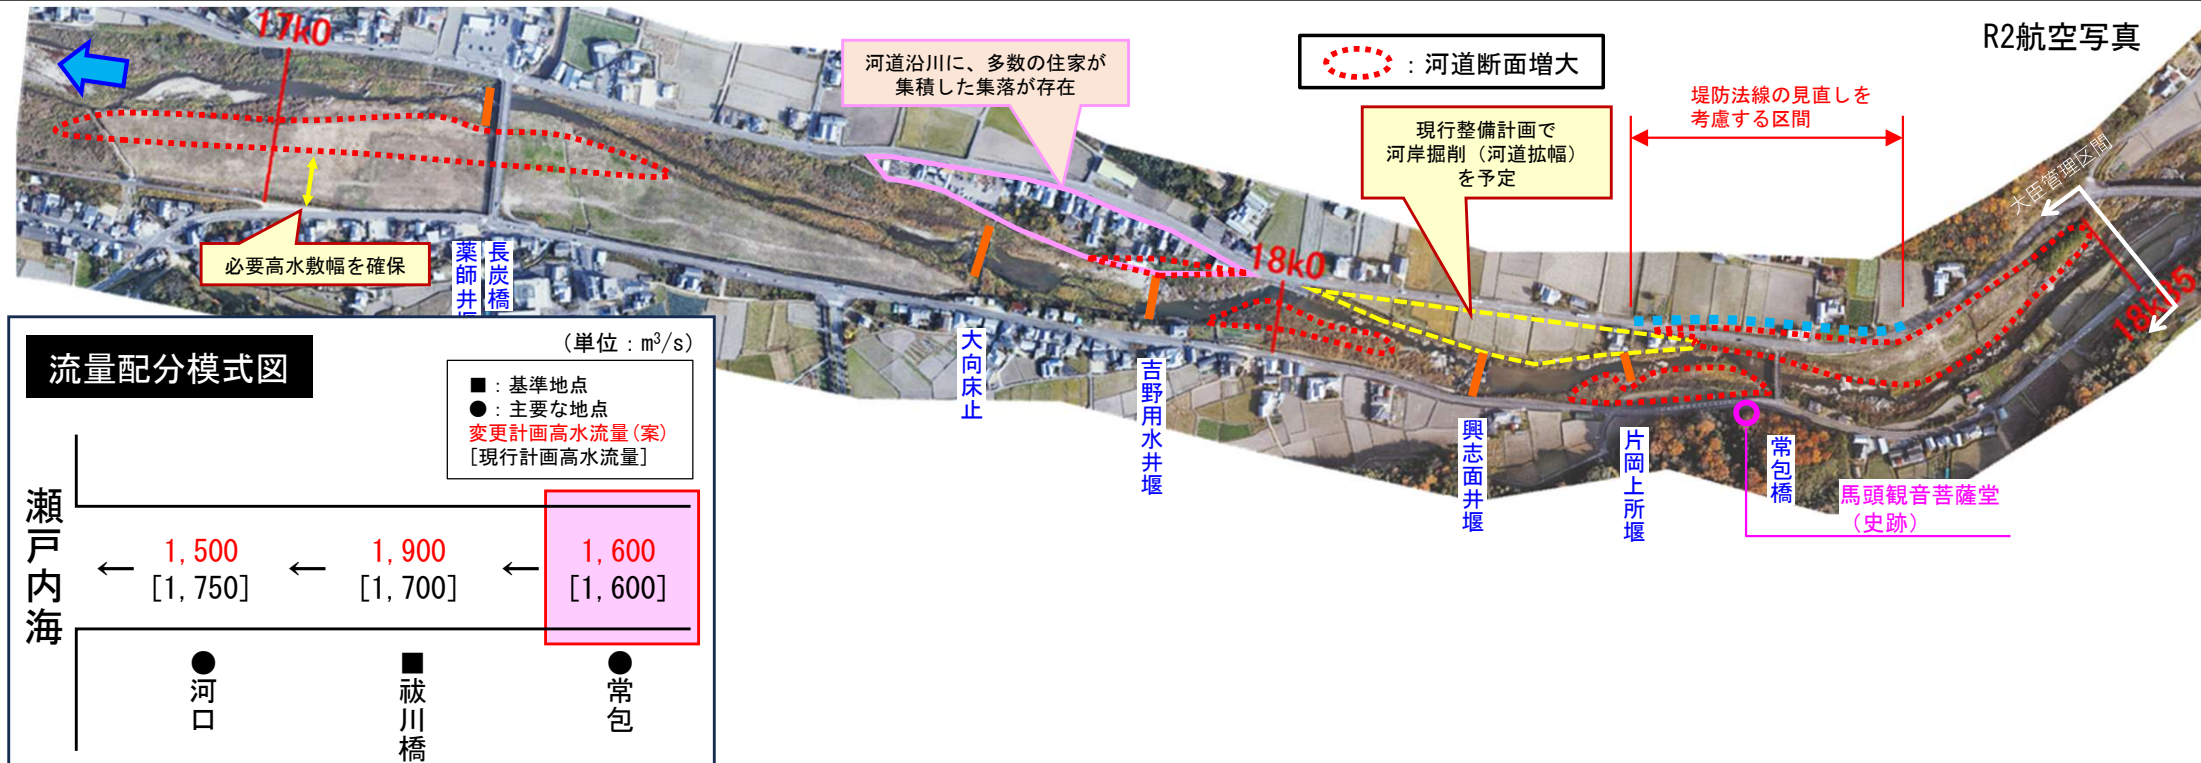 R2航空写真
17k0
河道沿川に、多数の住家が
集積した集落が存在
：河道断面増大
現行整備計画で
河岸掘削（河道拡幅）
を予定
堤防法線の見直しを
考慮する区間
大臣管理区間
必要高水敷幅を確保
薬師井堰
長炭橋
18k0
18k85
大向床止
吉野用水井堰
興志面井堰
片岡上所堰
常包橋
馬頭観音菩薩堂
（史跡）
流量配分模式図
（単位：m³/s）
■：基準地点
●：主要な地点
変更計画高水流量(案)
[現行計画高水流量]
瀬戸内海
← 1,500 ← 1,900 ← 1,600
[1,750] [1,700] [1,600]
● ■ ●
河口
祓川橋
常包